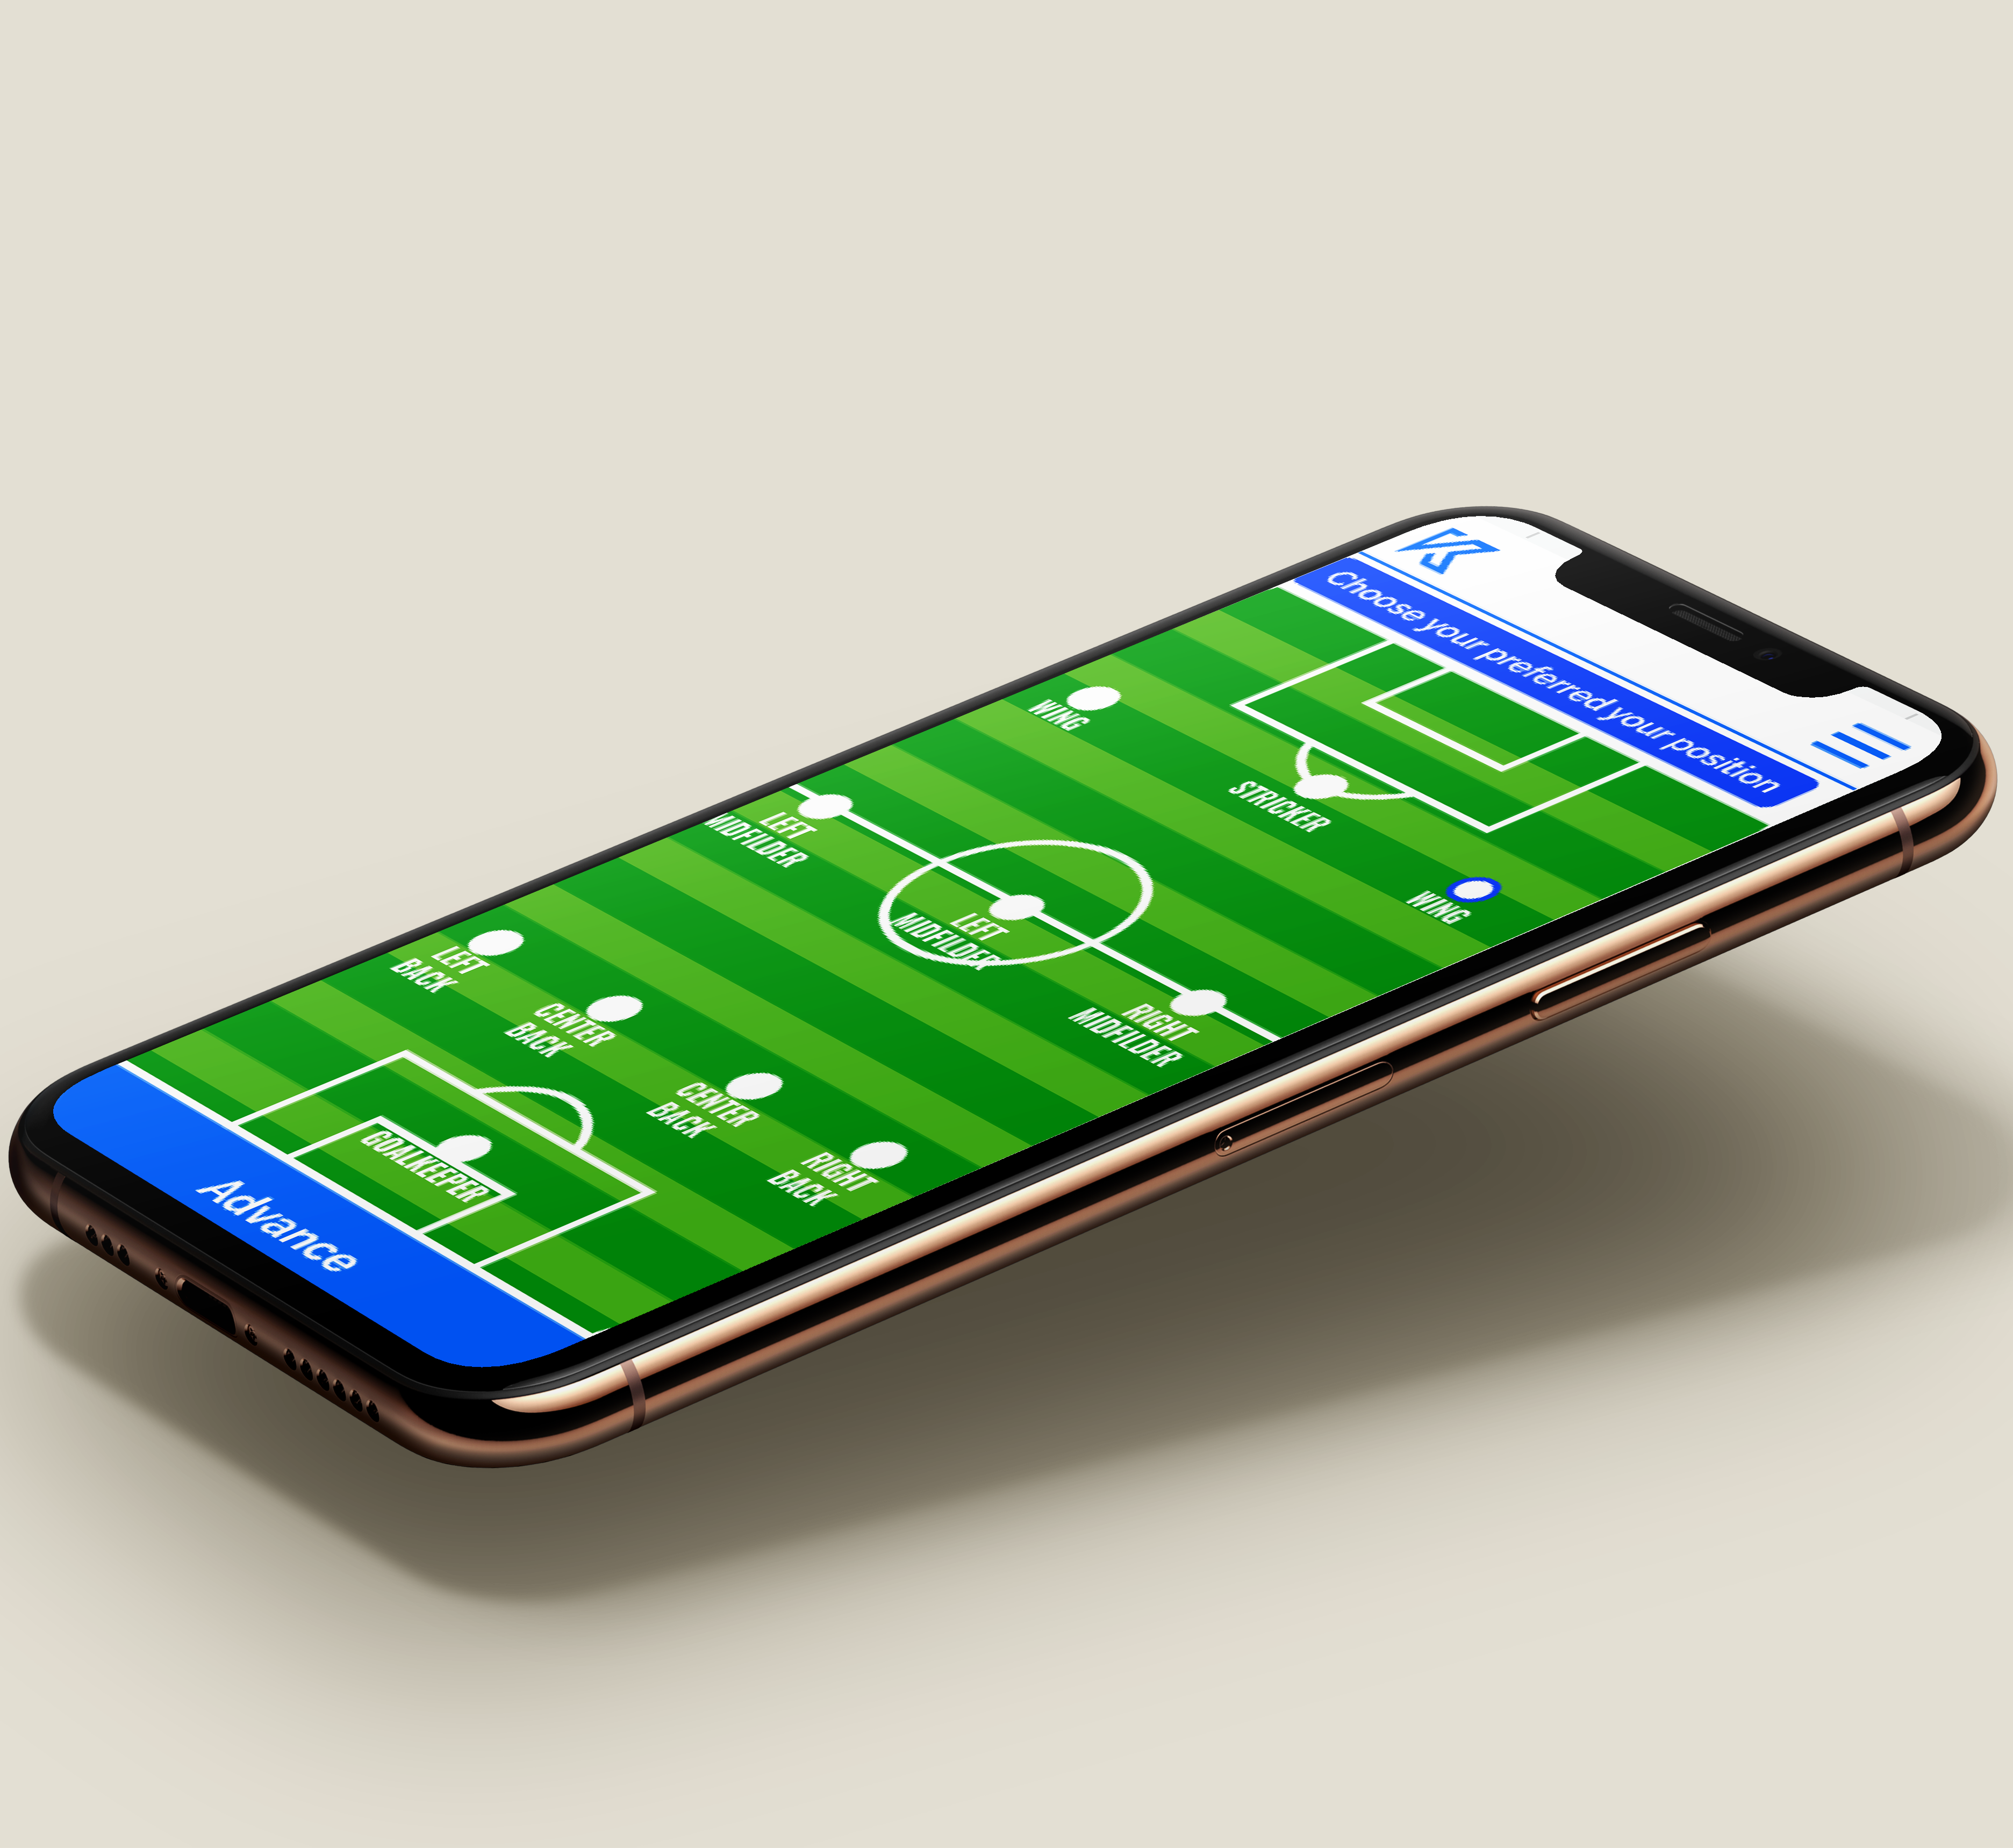 Choose your preferred your position
WING
STRICKER
WING
LEFT
MIDFILDER
LEFT
MIDFILDER
RIGHT
MIDFILDER
LEFT
BACK
CENTER
BACK
CENTER
BACK
RIGHT
BACK
GOALKEEPER
Advance